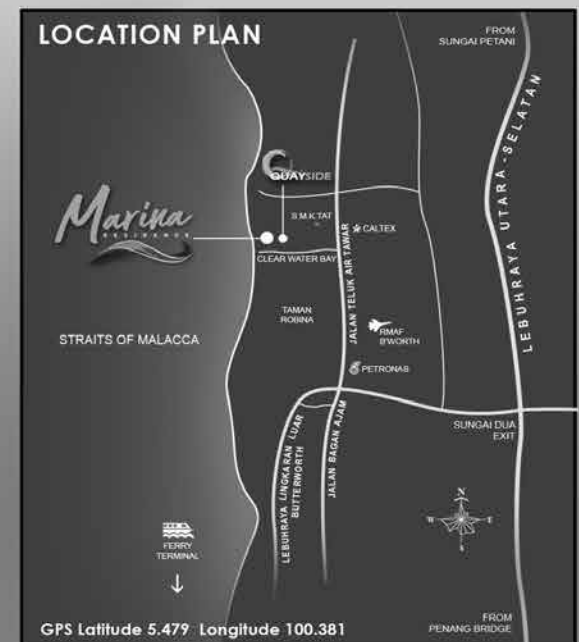 LOCATION PLAN
FROM
SUNGAI PETANI
LEBUHRAYA UTARA-SELATAN
QUAYSIDE
Marina
RESIDENCE
S.M.K TAT
CALTEX
CLEAR WATER BAY
JALAN TELUK AIR TAWAR
TAMAN
ROBINA
RMAF
B'WORTH
STRAITS OF MALACCA
PETRONAS
SUNGAI DUA
EXIT
LEBUHRAYA LINGKARAN LUAR
BUTTERWORTH
JALAN BAGAN AJAM
N
W
E
S
FERRY
TERMINAL
FROM
PENANG BRIDGE
GPS Latitude 5.479 Longitude 100.381